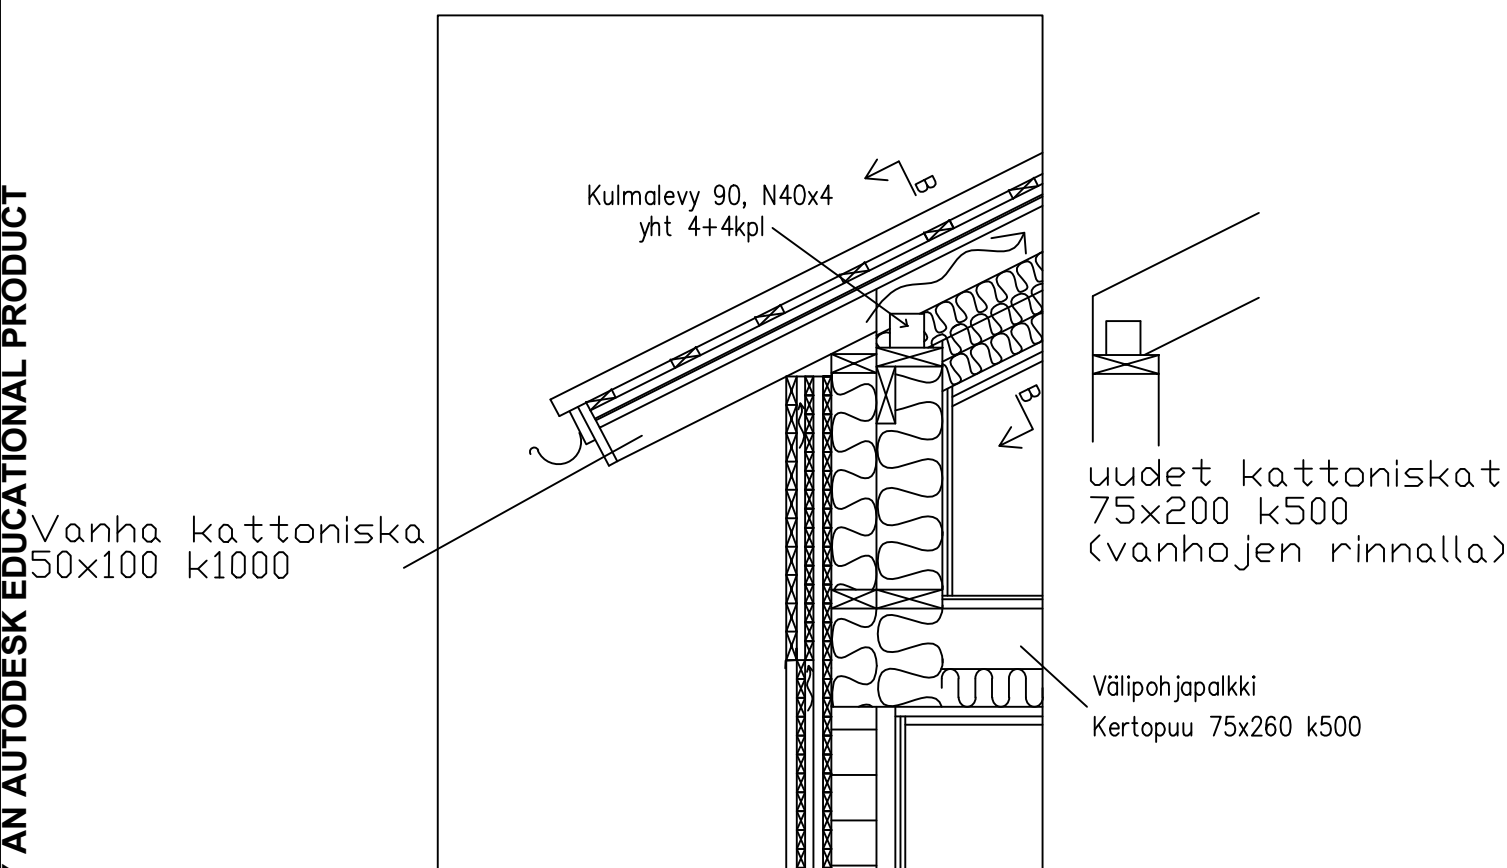 AN AUTODESK EDUCATIONAL PRODUCT
B
Kulmalevy 90, N40x4
yht 4+4kpl
B
Vanha kattoniska
50x100 k1000
uudet kattoniskat
75x200 k500
(vanhojen rinnalla)
Välipohjapalkki
Kertopuu 75x260 k500